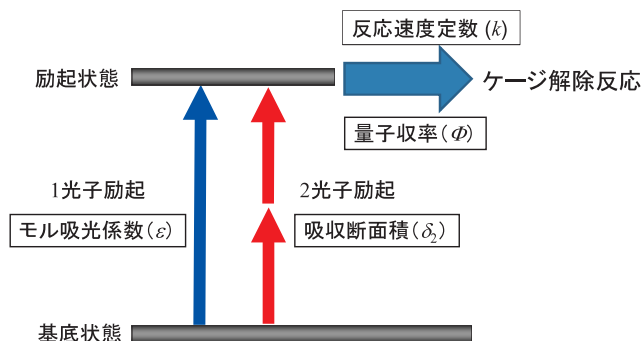 反応速度定数 (k)
励起状態
ケージ解除反応
量子収率(Φ)
1光子励起
2光子励起
モル吸光係数(ε)
吸収断面積(δ2)
基底状態